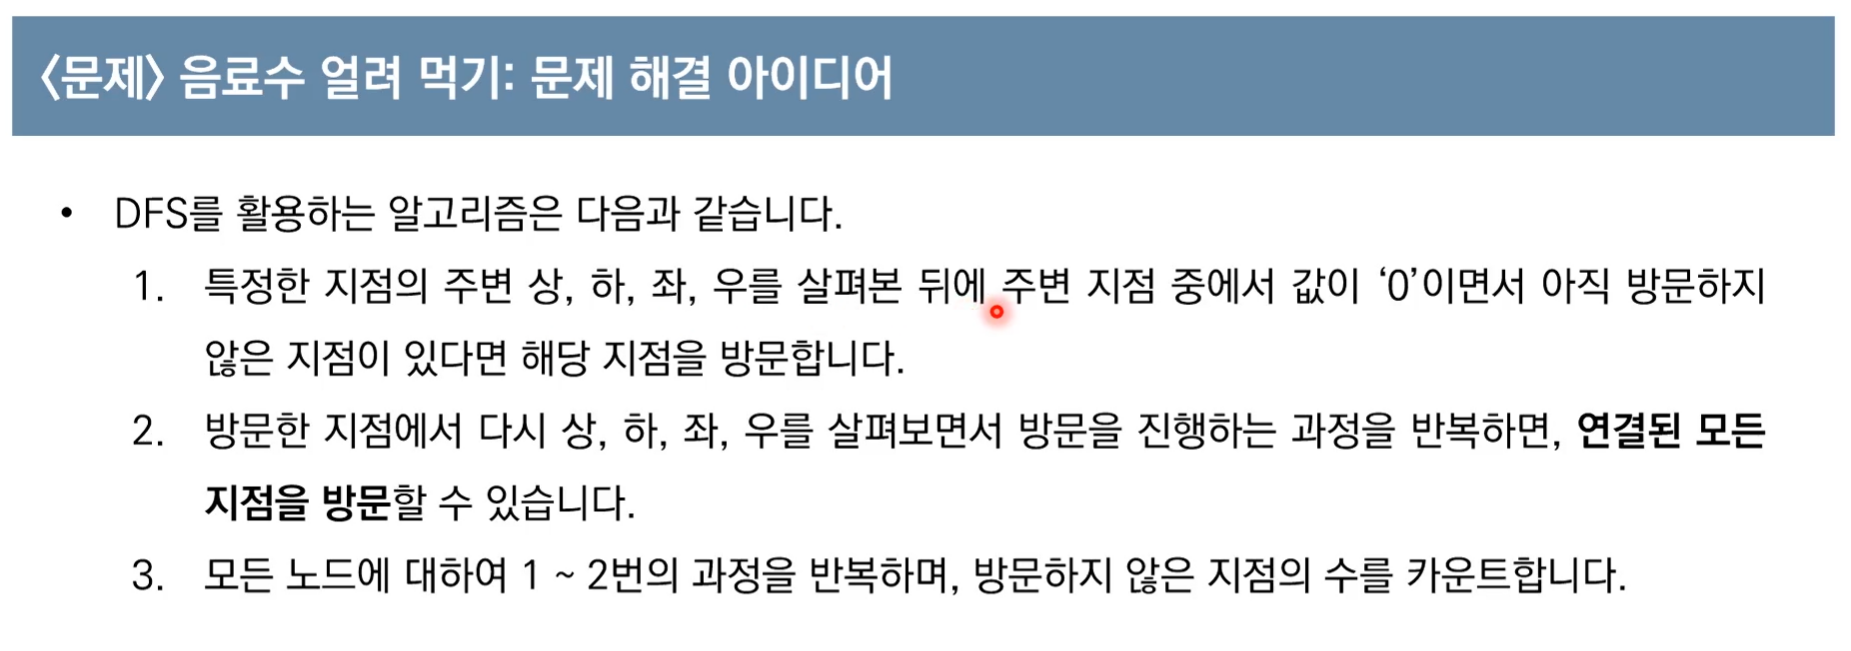 <문제> 음료수 얼려 먹기: 문제 해결 아이디어
• DFS를 활용하는 알고리즘은 다음과 같습니다.
1. 특정한 지점의 주변 상, 하, 좌, 우를 살펴본 뒤에 주변 지점 중에서 값이 ‘0’이면서 아직 방문하지
않은 지점이 있다면 해당 지점을 방문합니다.
2. 방문한 지점에서 다시 상, 하, 좌, 우를 살펴보면서 방문을 진행하는 과정을 반복하면, 연결된 모든
지점을 방문할 수 있습니다.
3. 모든 노드에 대하여 1 ~ 2번의 과정을 반복하며, 방문하지 않은 지점의 수를 카운트합니다.